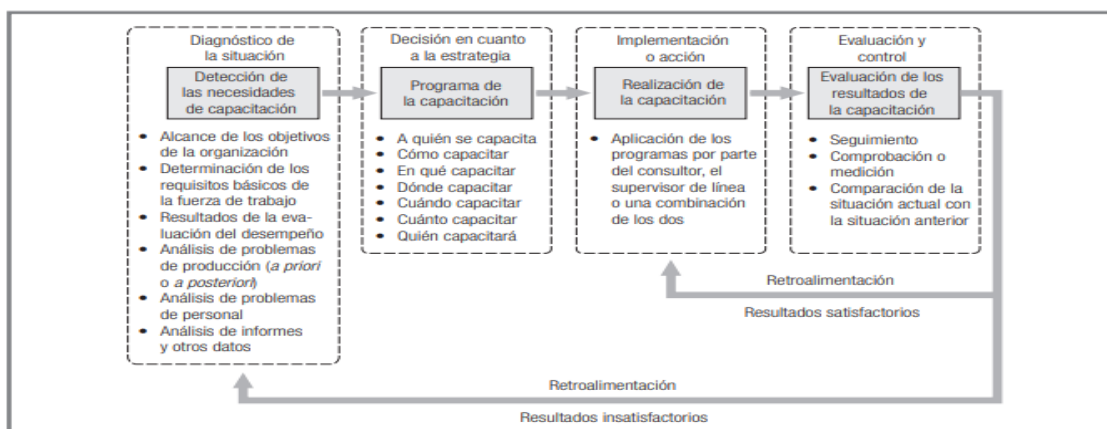 Diagnóstico de
la situación
Detección de
las necesidades
de capacitación
• Alcance de los objetivos
de la organización
• Determinación de los
requisitos básicos de
la fuerza de trabajo
• Resultados de la eva-
luación del desempeño
• Análisis de problemas
de producción (a priori
o a posteriori)
• Análisis de problemas
de personal
• Análisis de informes
y otros datos
Decisión en cuanto
a la estrategia
Programa de
la capacitación
• A quién se capacita
• Cómo capacitar
• En qué capacitar
• Dónde capacitar
• Cuándo capacitar
• Cuánto capacitar
• Quién capacitará
Implementación
o acción
Realización de
la capacitación
• Aplicación de los
programas por parte
del consultor, el
supervisor de línea
o una combinación
de los dos
Evaluación y
control
Evaluación de los
resultados de
la capacitación
• Seguimiento
• Comprobación o
medición
• Comparación de la
situación actual con
la situación anterior
Retroalimentación
Resultados satisfactorios
Retroalimentación
Resultados insatisfactorios